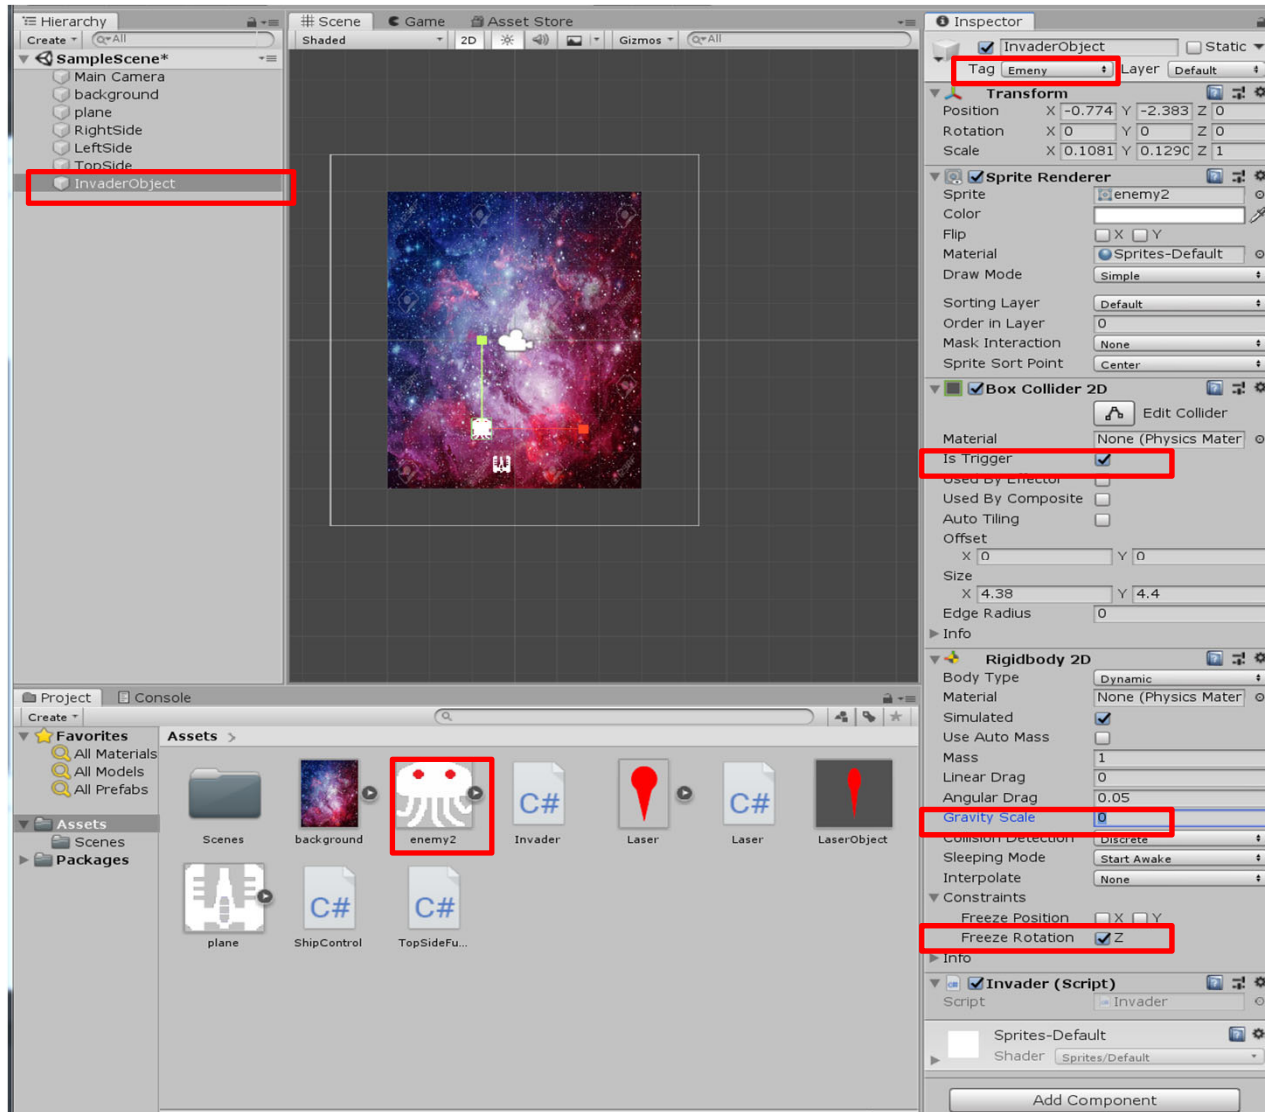 Hierarchy
Create
All
SampleScene*
Main Camera
background
plane
RightSide
LeftSide
TopSide
InvaderObject
Scene Game Asset Store
Shaded 2D Gizmos All
Inspector
InvaderObject Static
Tag Emeny Layer Default
Transform
Position X -0.774 Y -2.383 Z 0
Rotation X 0 Y 0 Z 0
Scale X 0.1081 Y 0.1290 Z 1
Sprite Renderer
Sprite enemy2
Color
Flip X Y
Material Sprites-Default
Draw Mode Simple
Sorting Layer Default
Order in Layer 0
Mask Interaction None
Sprite Sort Point Center
Box Collider 2D
Edit Collider
Material None (Physics Mater
Is Trigger
Used By Effector
Used By Composite
Auto Tiling
Offset
X 0 Y 0
Size
X 4.38 Y 4.4
Edge Radius 0
Info
Rigidbody 2D
Body Type Dynamic
Material None (Physics Mater
Simulated
Use Auto Mass
Mass 1
Linear Drag 0
Angular Drag 0.05
Gravity Scale 0
Collision Detection Discrete
Sleeping Mode Start Awake
Interpolate None
Constraints
Freeze Position X Y
Freeze Rotation Z
Info
Invader (Script)
Script Invader
Sprites-Default
Shader Sprites/Default
Add Component
Project Console
Create
Favorites
All Materials
All Models
All Prefabs
Assets
Scenes
Packages
Assets >
C# C#
Scenes background enemy2 Invader Laser Laser LaserObject
C# C#
plane ShipControl TopSideFu...